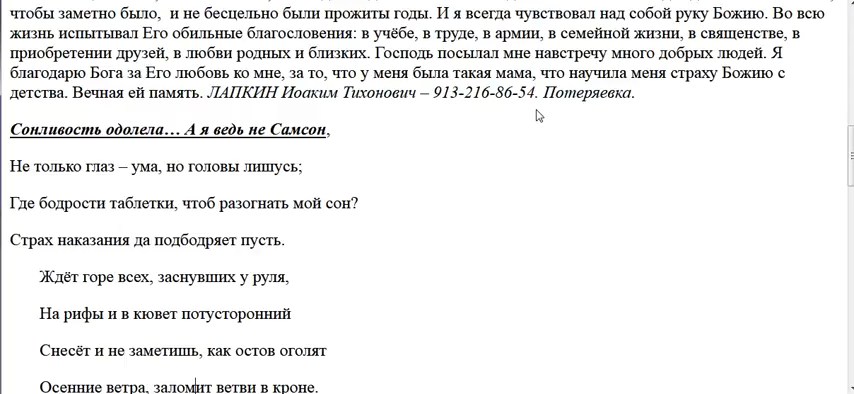 чтобы заметно было,  и не бесцельно были прожиты годы. И я всегда чувствовал над собой руку Божию. Во всю
жизнь испытывал Его обильные благословения: в учёбе, в труде, в армии, в семейной жизни, в священстве, в
приобретении друзей, в любви родных и близких. Господь посылал мне навстречу много добрых людей. Я
благодарю Бога за Его любовь ко мне, за то, что у меня была такая мама, что научила меня страху Божию с
детства. Вечная ей память. ЛАПКИН Иоаким Тихонович – 913-216-86-54. Потеряевка.
Сонливость одолела… А я ведь не Самсон,
Не только глаз – ума, но головы лишусь;
Где бодрости таблетки, чтоб разогнать мой сон?
Страх наказания да подбодряет пусть.
Ждёт горе всех, заснувших у руля,
На рифы и в кювет потусторонний
Снесёт и не заметишь, как остов оголят
Осенние ветра, заломит ветви в кроне.